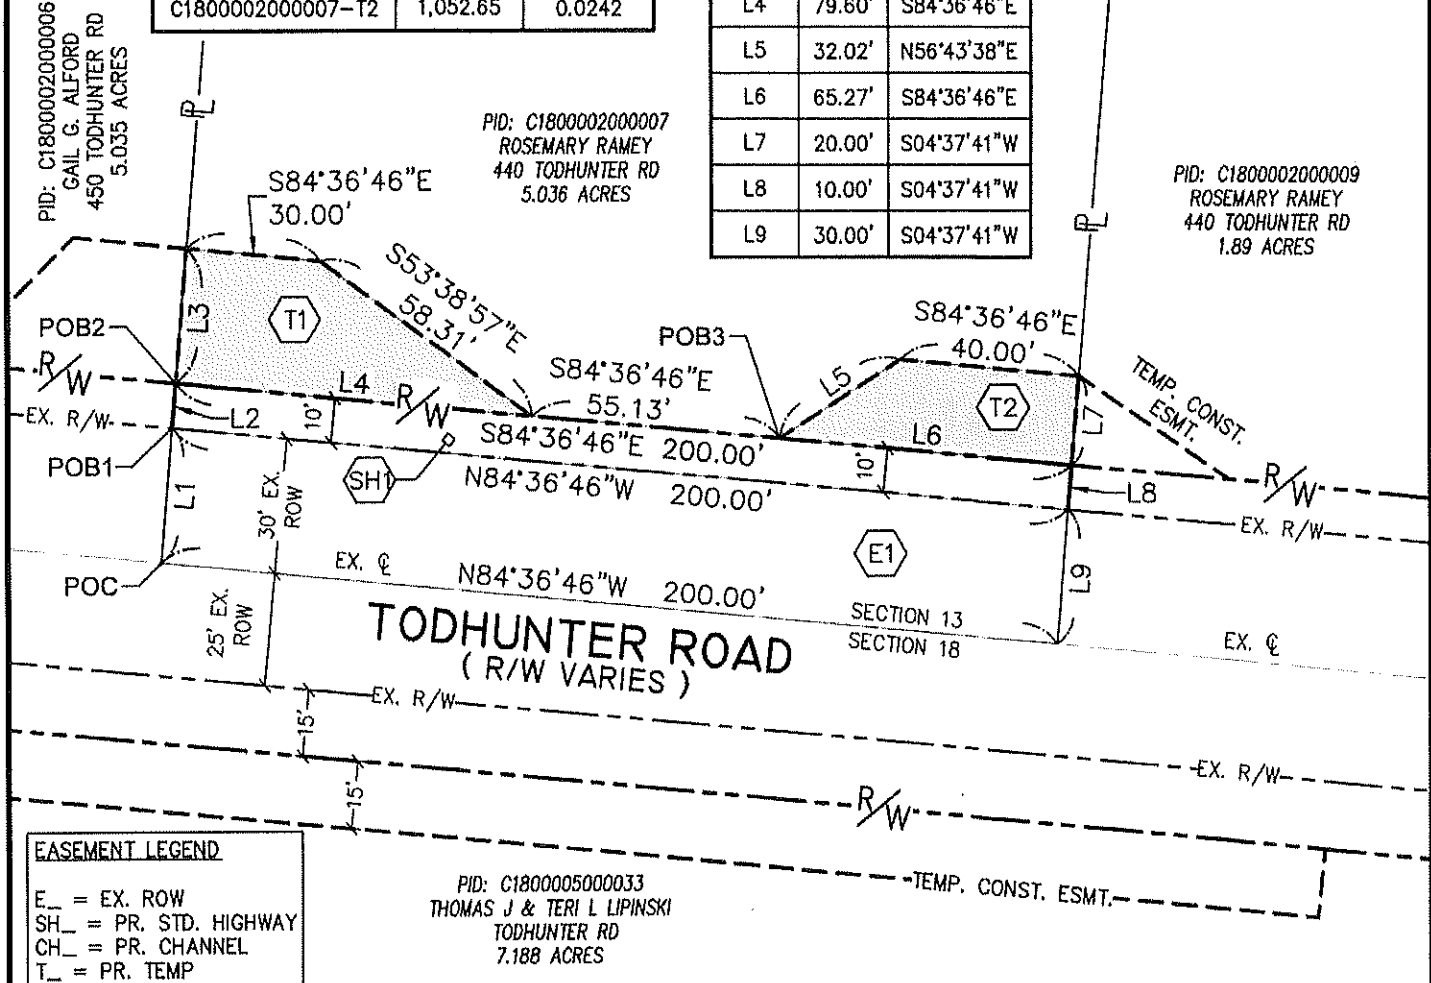 C1800002000007-T2 1,052.65 0.0242
L4 79.60' S84°36'46"E
L5 32.02' N56°43'38"E
L6 65.27' S84°36'46"E
L7 20.00' S04°37'41"W
L8 10.00' S04°37'41"W
L9 30.00' S04°37'41"W
PID: C1800002000006
GAIL G. ALFORD
450 TODHUNTER RD
5.035 ACRES
PL
PID: C1800002000007
ROSEMARY RAMEY
440 TODHUNTER RD
5.036 ACRES
PID: C1800002000009
ROSEMARY RAMEY
440 TODHUNTER RD
1.89 ACRES
PL
S84°36'46"E
30.00'
S53°38'57"E
58.31'
T1
L3
POB2
R/W
L4
R/W
S84°36'46"E
55.13'
POB3
S84°36'46"E
40.00'
L5
T2
L6
L7
TEMP. CONST.
ESMT.
R/W
L8
EX. R/W
EX. R/W
L2
10'
POB1
S84°36'46"E 200.00'
10'
SH1
N84°36'46"W 200.00'
L1
30' EX.
ROW
E1
L9
POC
EX. CL
N84°36'46"W 200.00'
SECTION 13
SECTION 18
EX. CL
25' EX.
ROW
TODHUNTER ROAD
( R/W VARIES )
EX. R/W
15'
EX. R/W
15'
R/W
TEMP. CONST. ESMT.
EASEMENT LEGEND
E_ = EX. ROW
SH_ = PR. STD. HIGHWAY
CH_ = PR. CHANNEL
T_ = PR. TEMP
PID: C1800005000033
THOMAS J & TERI L LIPINSKI
TODHUNTER RD
7.188 ACRES